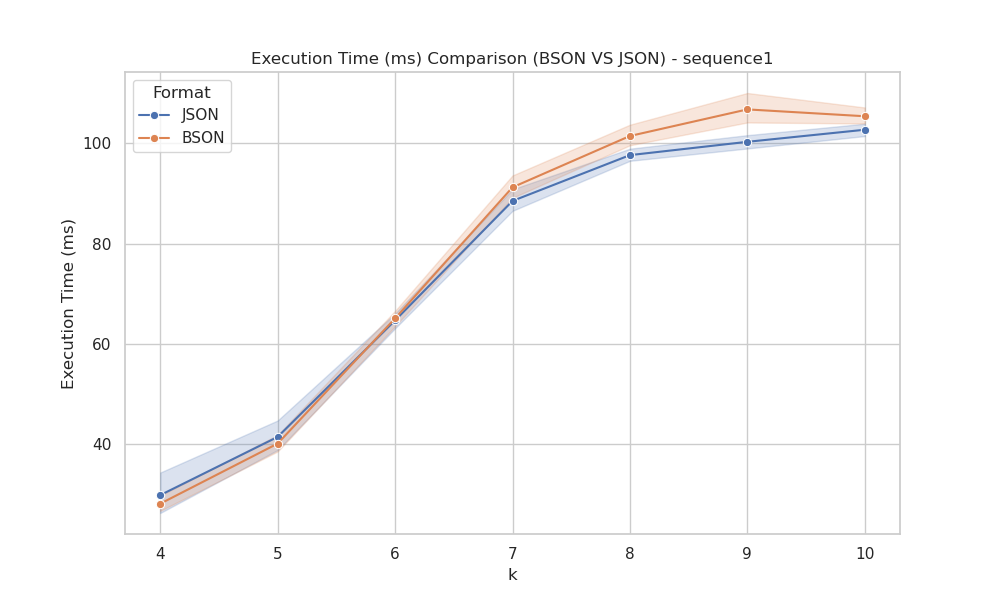 Execution Time (ms) Comparison (BSON VS JSON) - sequence1
Format
JSON
BSON
100
80
60
40
Execution Time (ms)
4 5 6 7 8 9 10
k